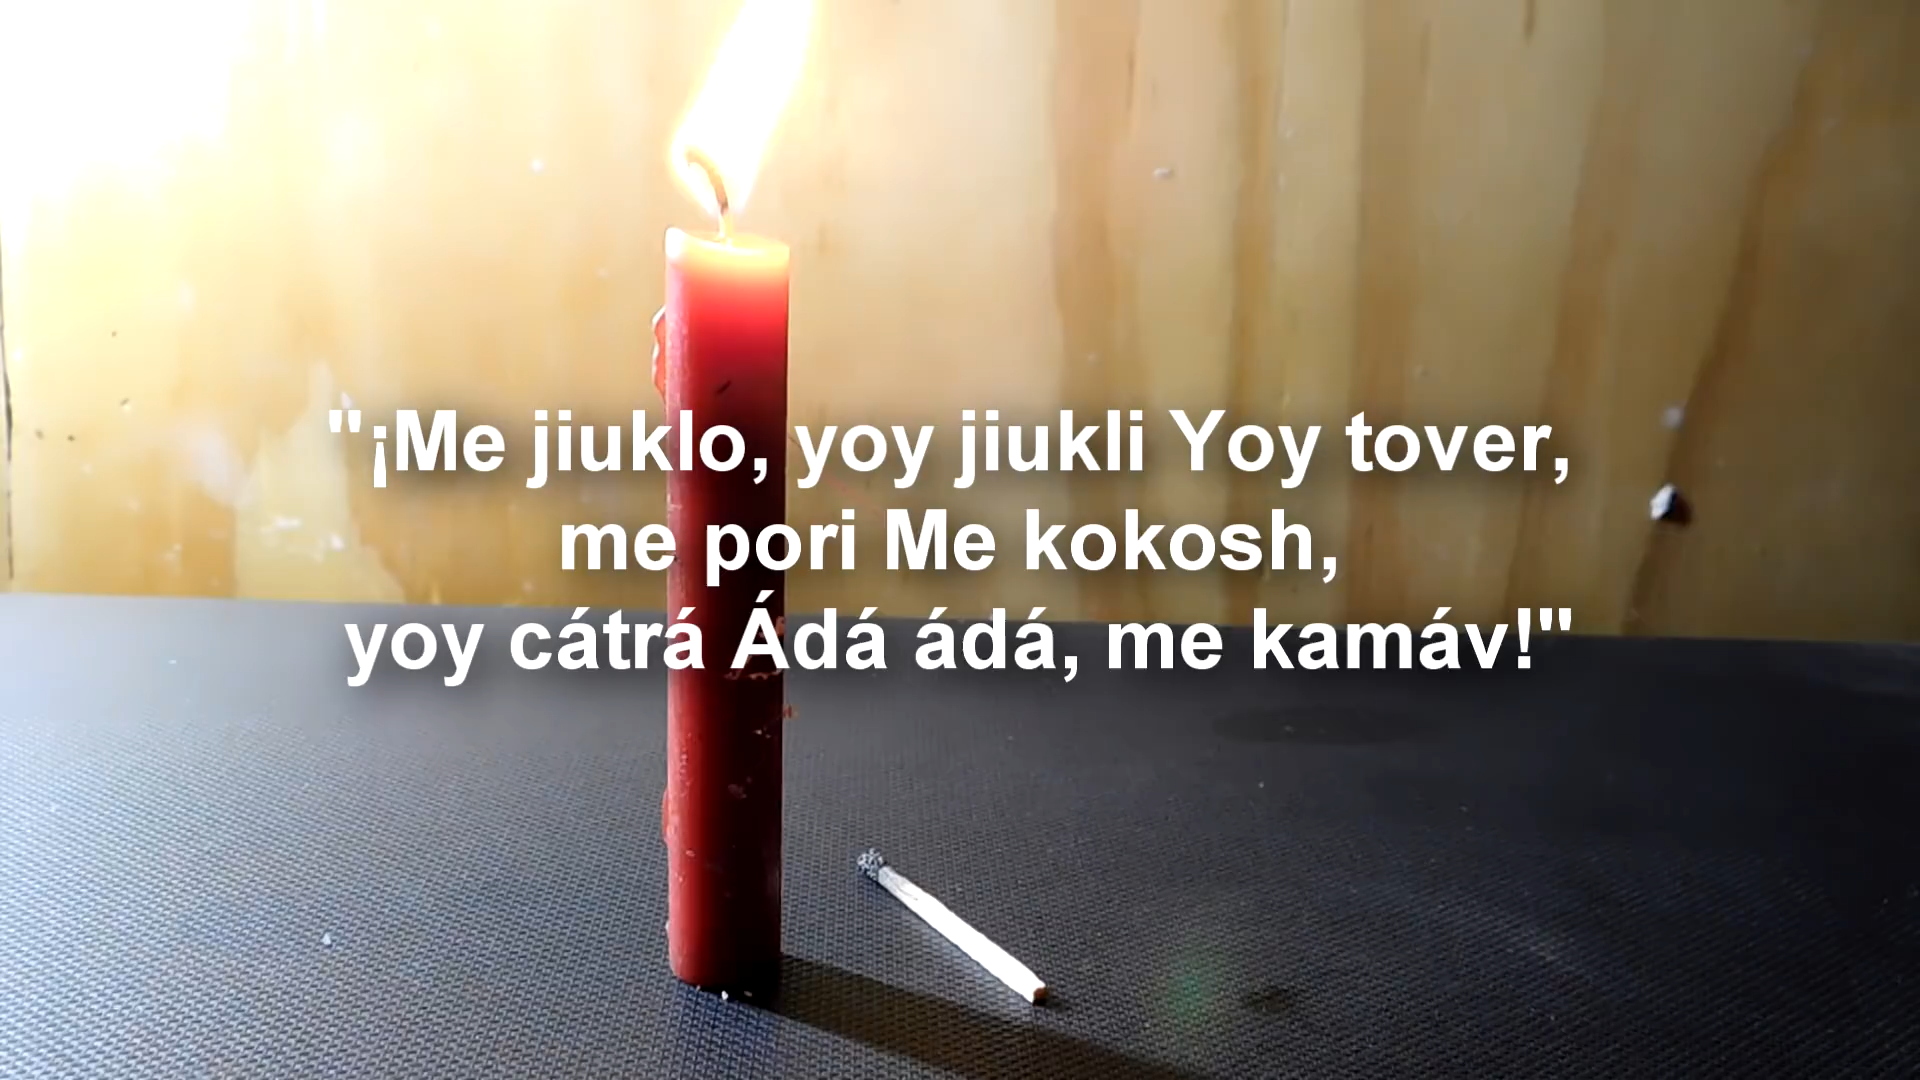 "¡Me jiuklo, yoy jiukli Yoy tover,
me pori Me kokosh,
yoy cátrá Ádá ádá, me kamáv!"